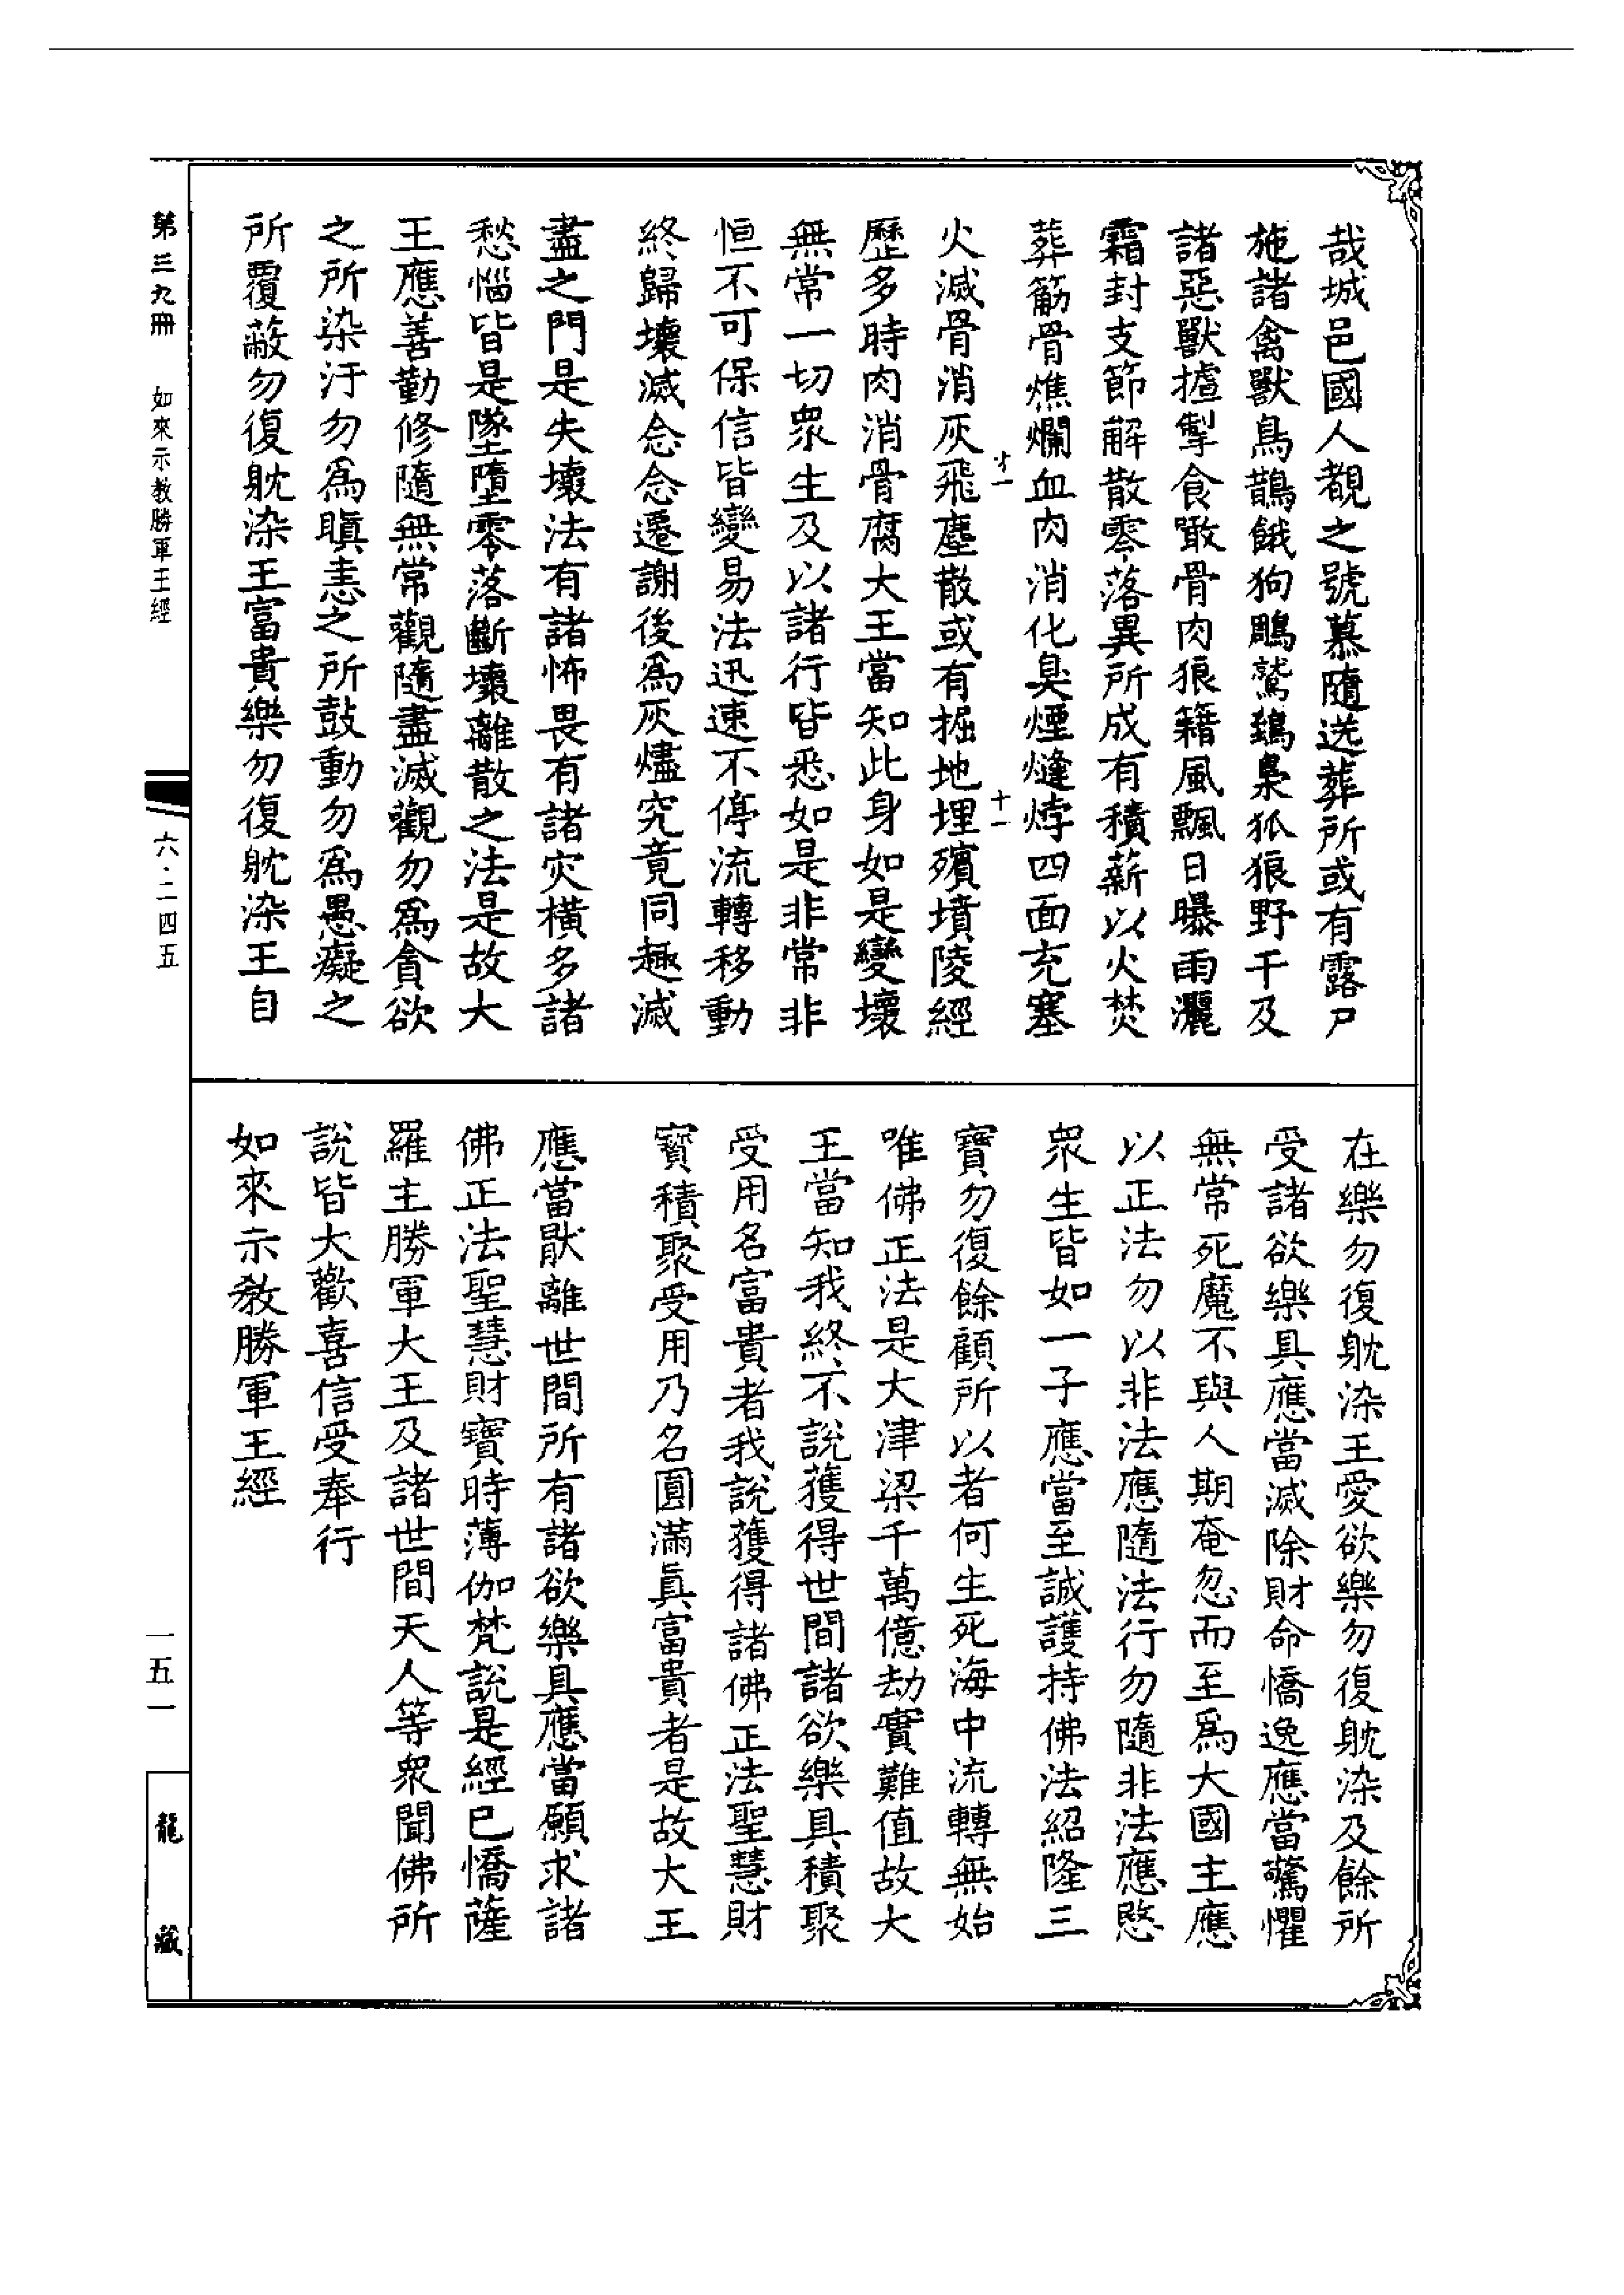 哉城邑國人覩之號慕隨送葬所或有露尸
施諸禽獸鳥鵲餓狗鵰鷲鵄梟狐狼野干及
諸惡獸摣掣食噉骨肉狼籍風飄日曝雨灑
霜封支節解散零落異所成有積薪以火焚
葬筋骨燋爛血肉消化臭煙熢㶿四面充塞
火滅骨消灰飛塵散或有掘地埋殯墳陵經
十一
歷多時肉消骨腐大王當知此身如是變壞
無常一切衆生及以諸行皆悉如是非常非
恒不可保信皆變易法迅速不停流轉移動
終歸壞滅念念遷謝後爲灰燼究竟同趣滅
盡之門是失壞法有諸怖畏有諸灾橫多諸
愁惱皆是墜墮零落斷壞離散之法是故大
王應善勤修隨無常觀隨盡滅觀勿爲貪欲
之所染汙勿爲瞋恚之所鼓動勿爲愚癡之
所覆蔽勿復躭染王富貴樂勿復躭染王自
在樂勿復躭染王愛欲樂勿復躭染及餘所
受諸欲樂具應當滅除財命憍逸應當驚懼
無常死魔不與人期奄忽而至爲大國主應
以正法勿以非法應隨法行勿隨非法應愍
衆生皆如一子應當至誠護持佛法紹隆三
寶勿復餘顧所以者何生死海中流轉無始
唯佛正法是大津梁千萬億劫實難值故大
王當知我終不說獲得世間諸欲樂具積聚
受用名富貴者我說獲得諸佛正法聖慧財
寶積聚受用乃名圓滿眞富貴者是故大王
應當猒離世間所有諸欲樂具應當願求諸
佛正法聖慧財寶時薄伽梵說是經已憍薩
羅主勝軍大王及諸世間天人等衆聞佛所
說皆大歡喜信受奉行
如來示教勝軍王經
第三九冊
如來示教勝軍王經
六·二四五
一五一
龍藏